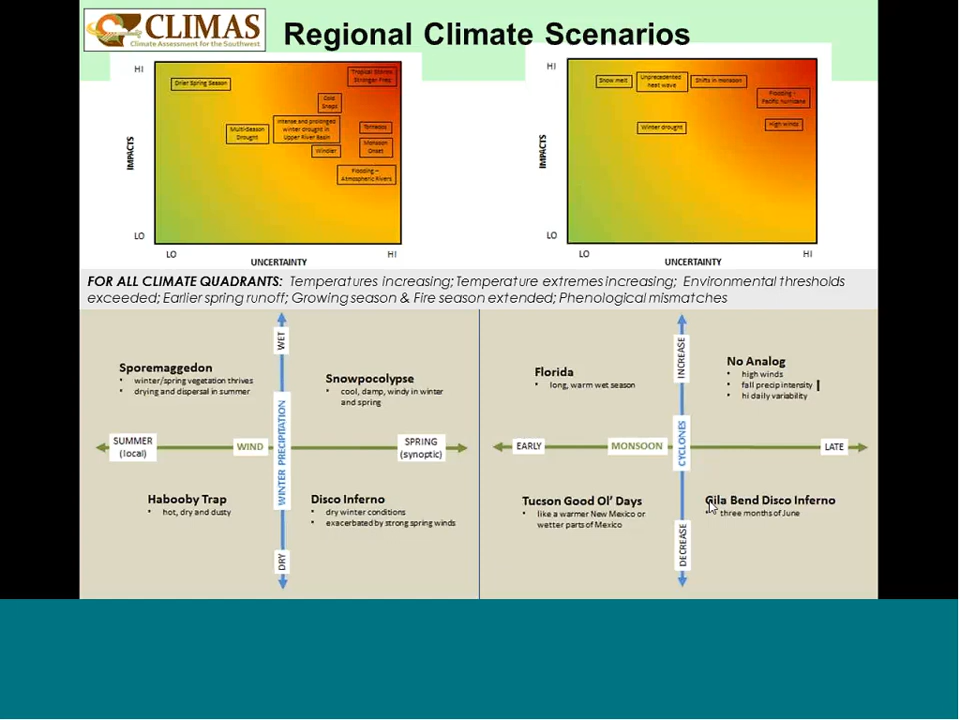 CLIMAS
Climate Assessment for the Southwest
Regional Climate Scenarios
HI
Drier Spring Season
Tropical Storms
Stronger Fires
Cold
Snaps
Intense and prolonged
winter drought in
Upper River Basin
Multi-Season
Drought
Tornados
Monsoon
Onset
Windier
Flooding –
Atmospheric Rivers
IMPACTS
LO
LO
HI
UNCERTAINTY
HI
Snow melt
Unprecedented
heat wave
Shifts in monsoon
Flooding –
Pacific hurricane
Winter drought
High winds
IMPACTS
LO
LO
HI
UNCERTAINTY
FOR ALL CLIMATE QUADRANTS: Temperatures increasing; Temperature extremes increasing; Environmental thresholds
exceeded; Earlier spring runoff; Growing season & Fire season extended; Phenological mismatches
WET
Sporemaggedon
• winter/spring vegetation thrives
• drying and dispersal in summer
Snowpocolypse
• cool, damp, windy in winter
and spring
SUMMER
(local)
WIND
WINTER PRECIPITATION
SPRING
(synoptic)
Habooby Trap
• hot, dry and dusty
Disco Inferno
• dry winter conditions
• exacerbated by strong spring winds
DRY
INCREASE
Florida
• long, warm wet season
No Analog
• high winds
• fall precip intensity
• hi daily variability
EARLY
MONSOON
CYCLONES
LATE
Tucson Good Ol' Days
• like a warmer New Mexico or
wetter parts of Mexico
Gila Bend Disco Inferno
• three months of June
DECREASE